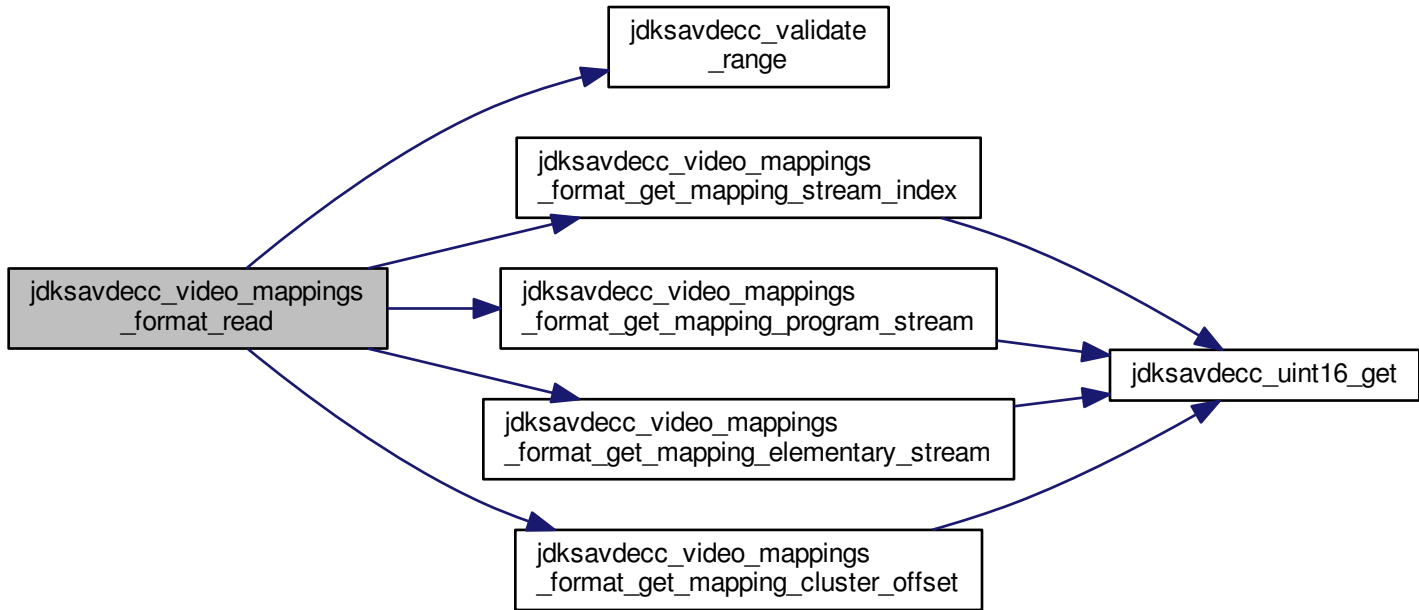 jdksavdecc_validate
_range
jdksavdecc_video_mappings
_format_get_mapping_stream_index
jdksavdecc_video_mappings
_format_read
jdksavdecc_video_mappings
_format_get_mapping_program_stream
jdksavdecc_uint16_get
jdksavdecc_video_mappings
_format_get_mapping_elementary_stream
jdksavdecc_video_mappings
_format_get_mapping_cluster_offset